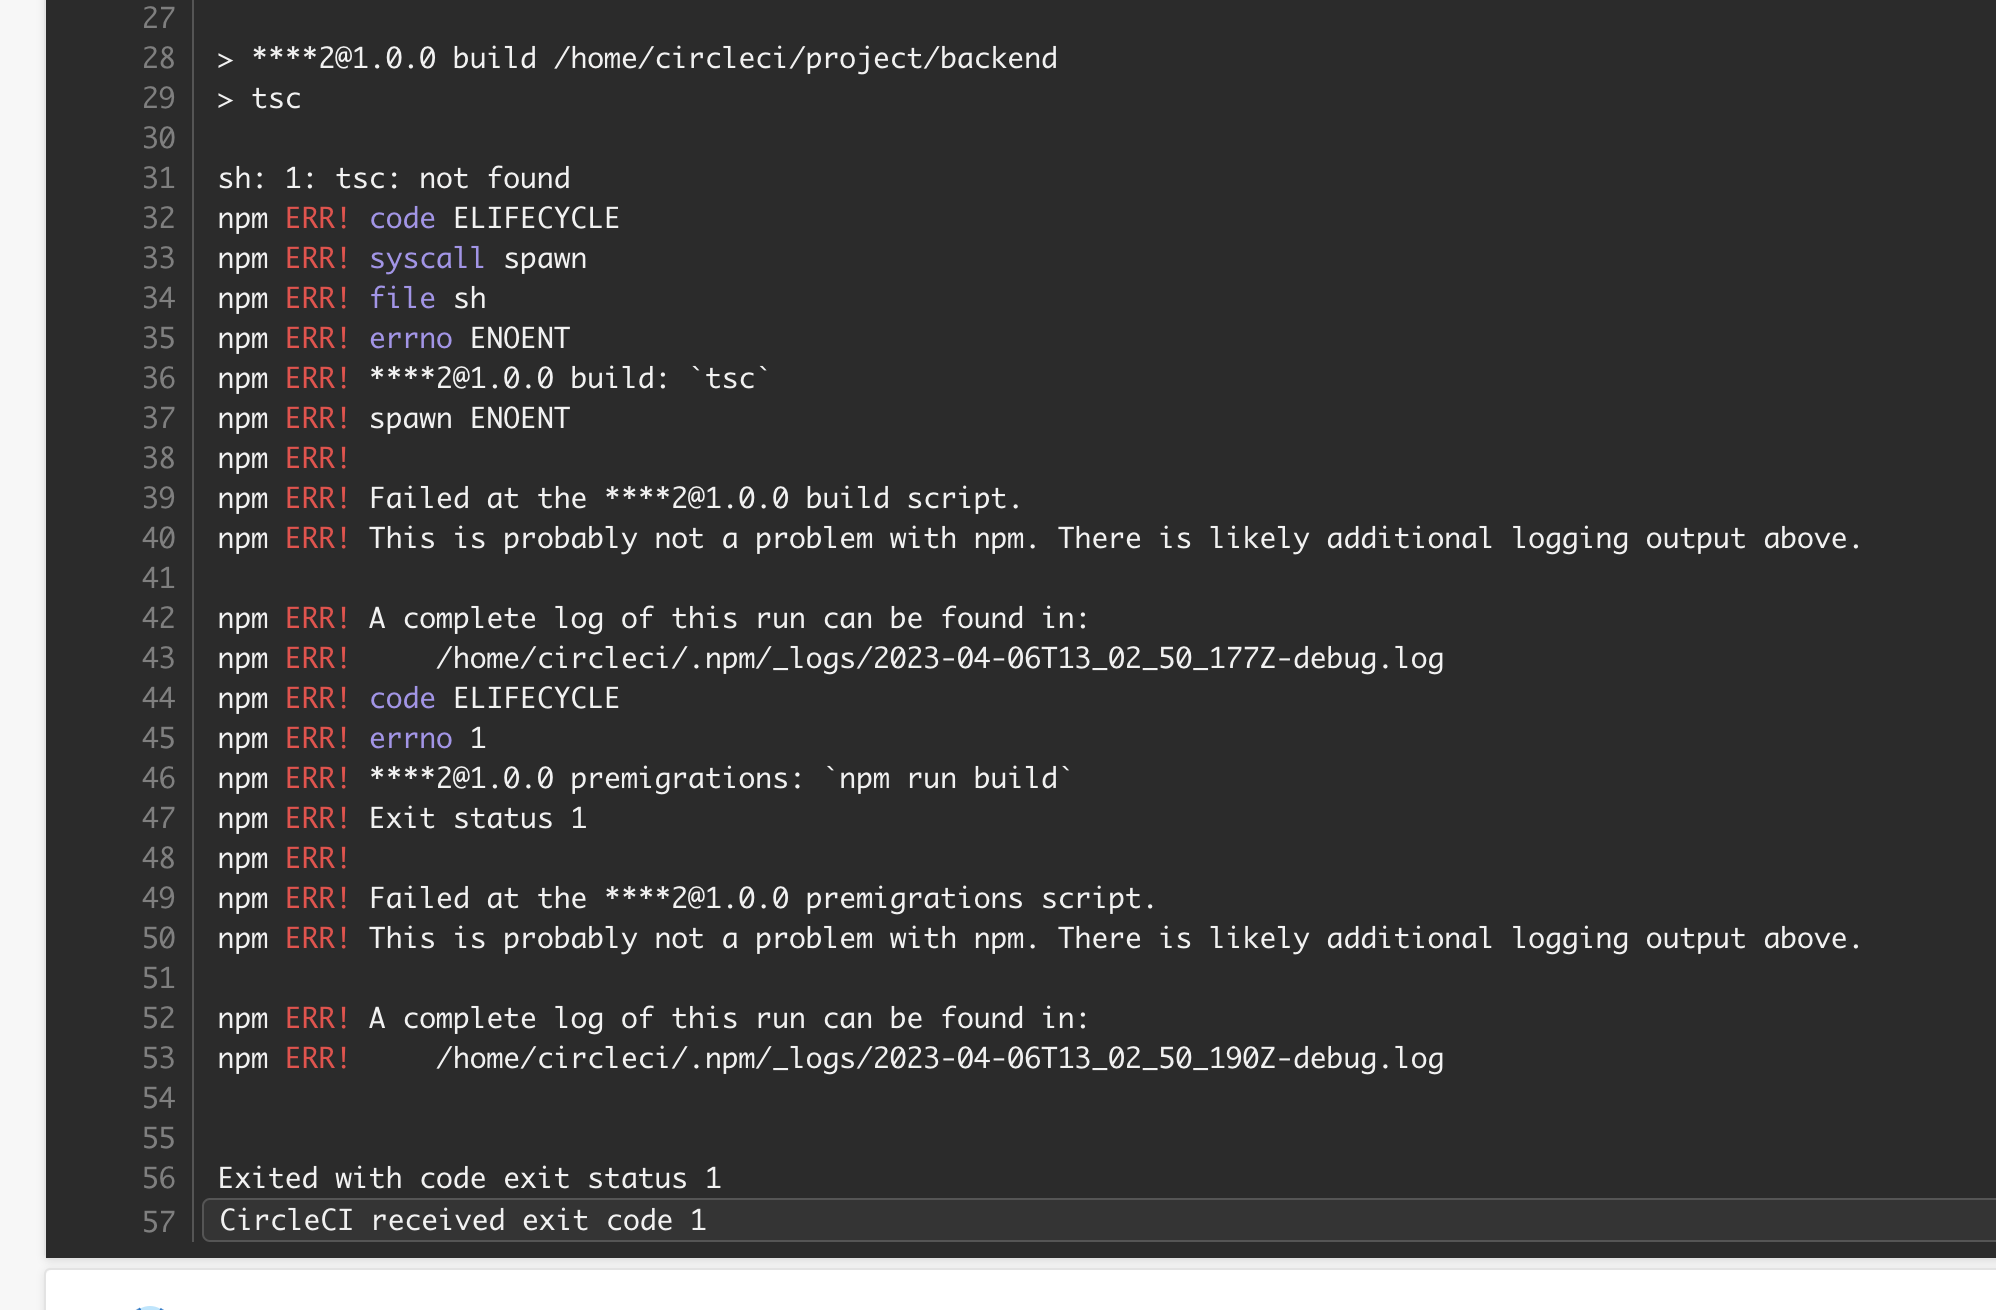 27
28 > ****2@1.0.0 build /home/circleci/project/backend
29 > tsc
30
31 sh: 1: tsc: not found
32 npm ERR! code ELIFECYCLE
33 npm ERR! syscall spawn
34 npm ERR! file sh
35 npm ERR! errno ENOENT
36 npm ERR! ****2@1.0.0 build: `tsc`
37 npm ERR! spawn ENOENT
38 npm ERR!
39 npm ERR! Failed at the ****2@1.0.0 build script.
40 npm ERR! This is probably not a problem with npm. There is likely additional logging output above.
41
42 npm ERR! A complete log of this run can be found in:
43 npm ERR!     /home/circleci/.npm/_logs/2023-04-06T13_02_50_177Z-debug.log
44 npm ERR! code ELIFECYCLE
45 npm ERR! errno 1
46 npm ERR! ****2@1.0.0 premigrations: `npm run build`
47 npm ERR! Exit status 1
48 npm ERR!
49 npm ERR! Failed at the ****2@1.0.0 premigrations script.
50 npm ERR! This is probably not a problem with npm. There is likely additional logging output above.
51
52 npm ERR! A complete log of this run can be found in:
53 npm ERR!     /home/circleci/.npm/_logs/2023-04-06T13_02_50_190Z-debug.log
54
55
56 Exited with code exit status 1
57 CircleCI received exit code 1